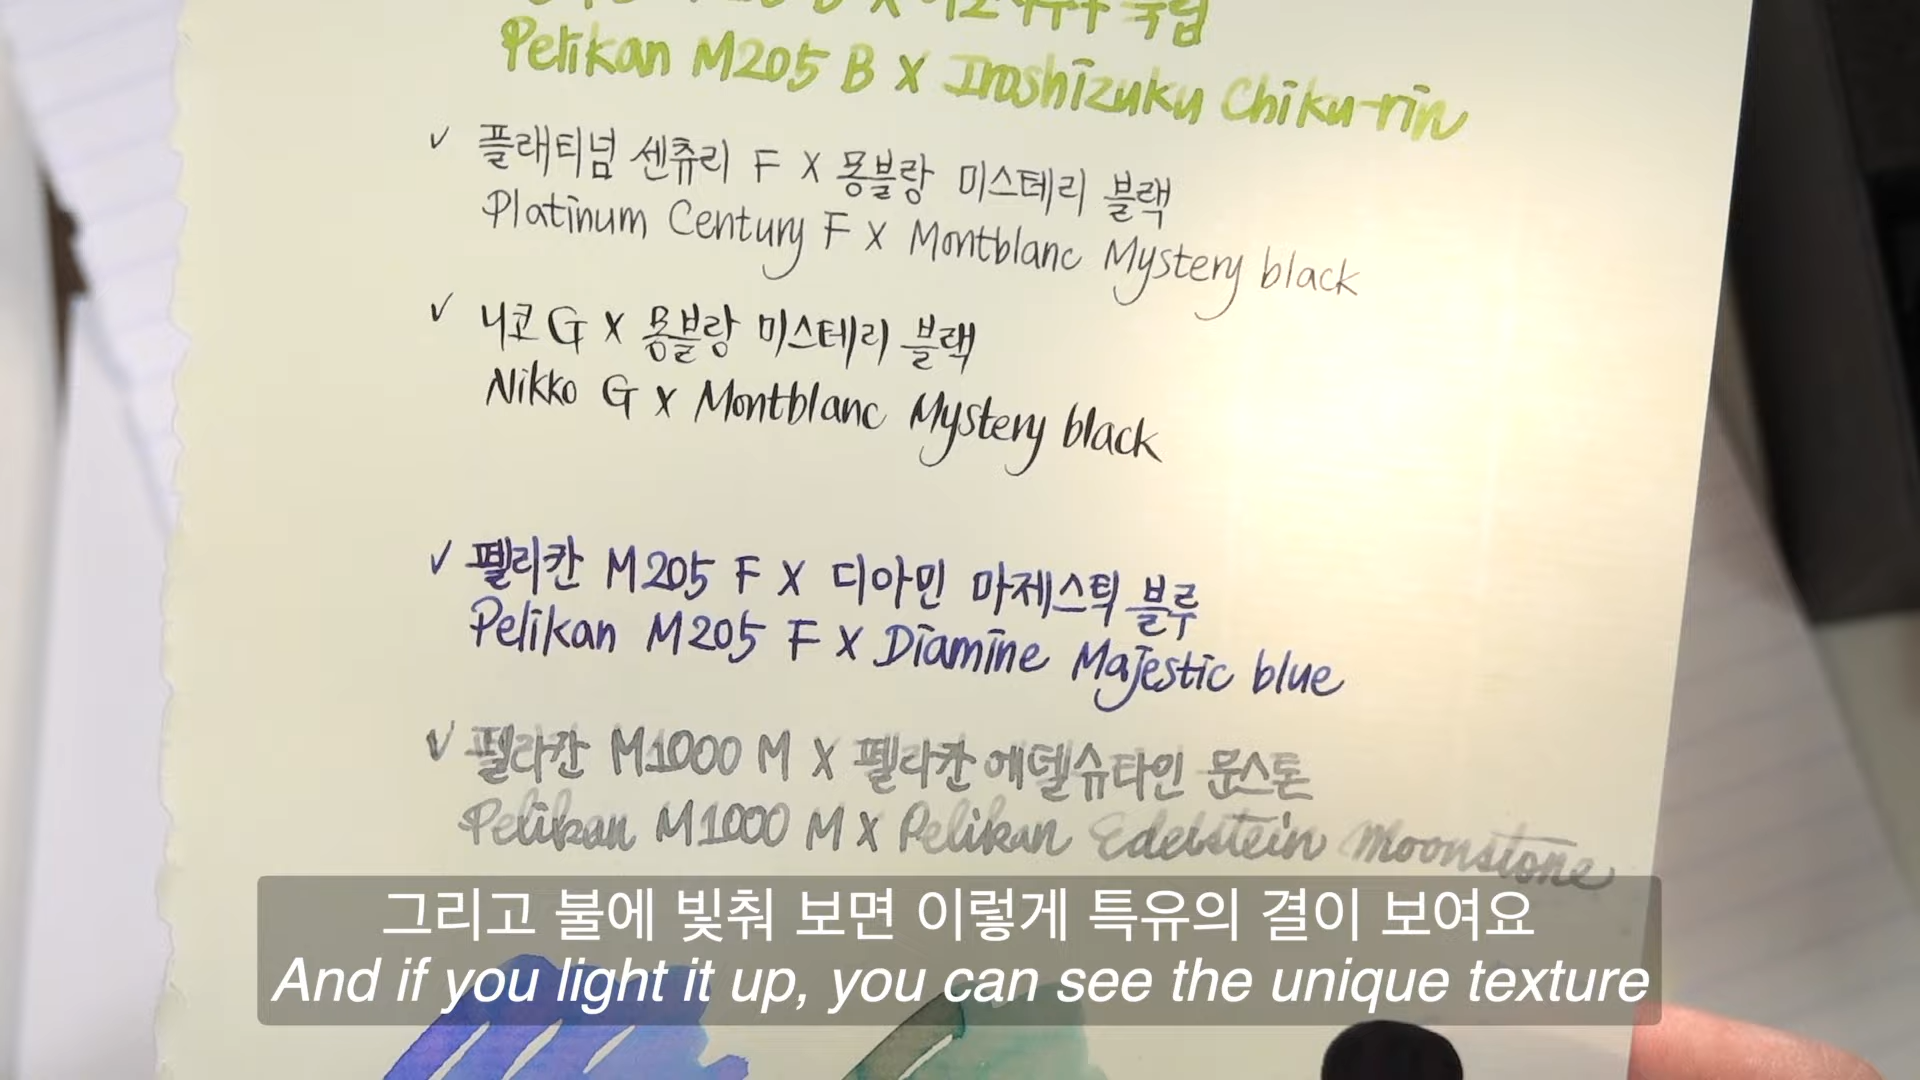 Pelikan M205 B X Iroshizuku Chiku-rin
✓ 플래티넘 센츄리 F X 몽블랑 미스테리 블랙
Platinum Century F X Montblanc Mystery black
✓ 니코 G X 몽블랑 미스테리 블랙
Nikko G X Montblanc Mystery black
✓ 펠리칸 M205 F X 디아민 마제스틱 블루
Pelikan M205 F X Diamine Majestic blue
✓ 펠리칸 M1000 M X 펠리칸 에델슈타인 문스톤
Pelikan M1000 M X Pelikan Edelstein Moonstone
그리고 불에 빛춰 보면 이렇게 특유의 결이 보여요
And if you light it up, you can see the unique texture